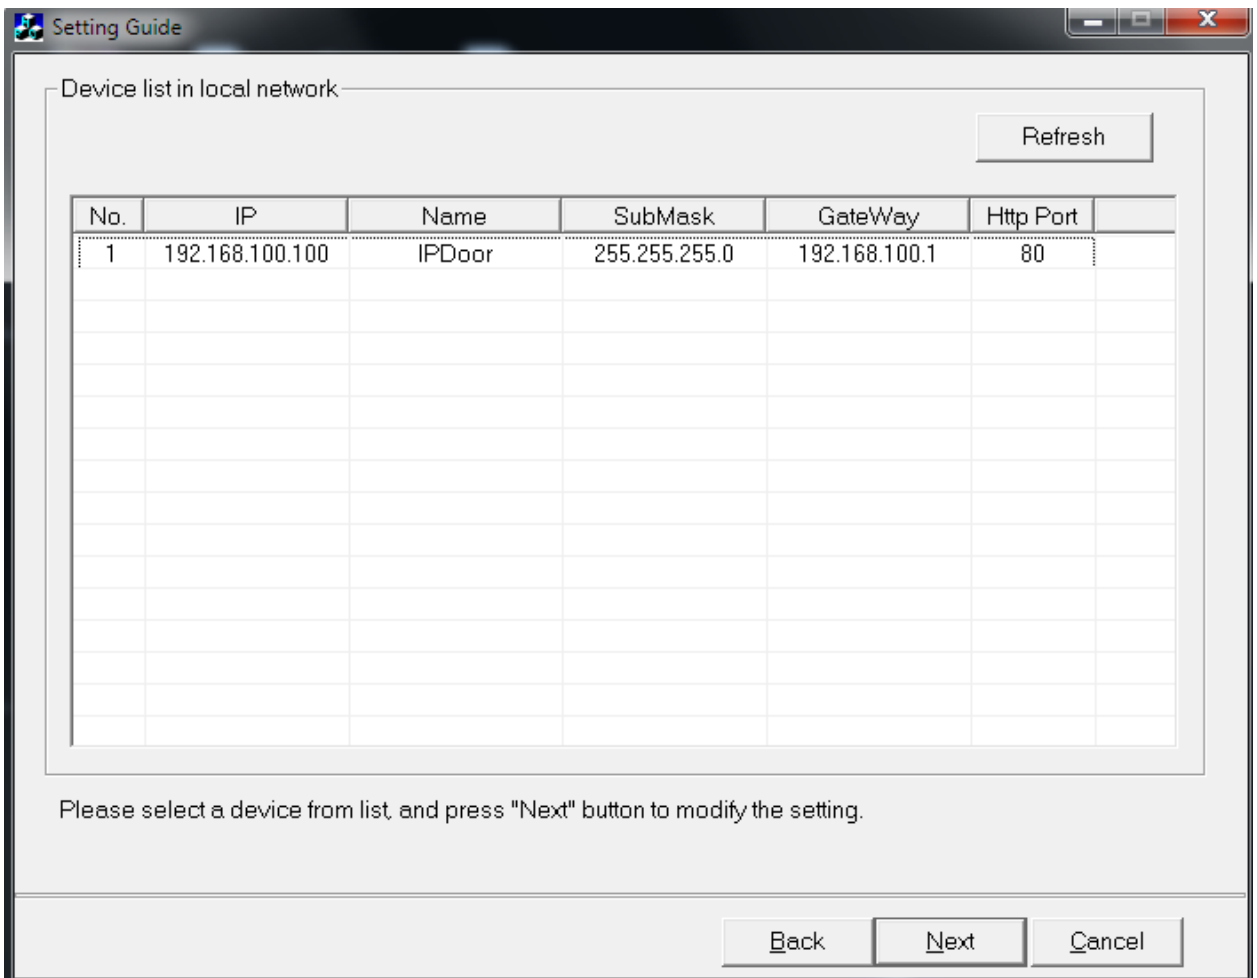 Setting Guide
Device list in local network
Refresh
No. IP Name SubMask GateWay Http Port
1 192.168.100.100 IPDoor 255.255.255.0 192.168.100.1 80
Please select a device from list, and press "Next" button to modify the setting.
Back Next Cancel